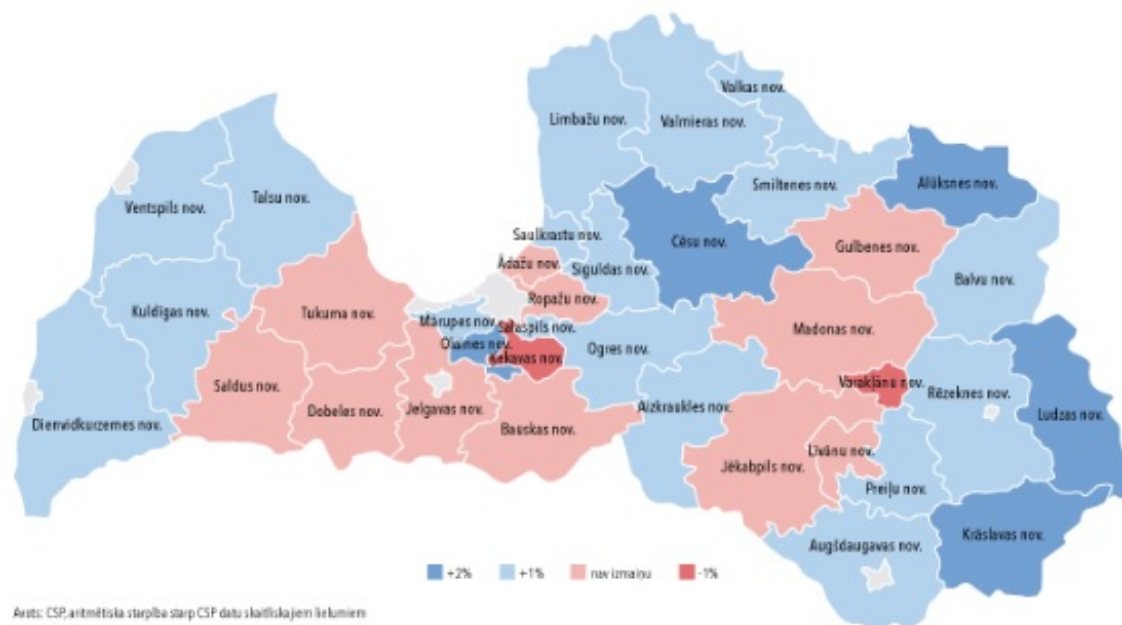 Valkas nov.
Limbažu nov.
Valmieras nov.
Alūksnes nov.
Smiltenes nov.
Talsu nov.
Ventspils nov.
Saulkrastu nov.
Cēsu nov.
Gulbenes nov.
Ādažu nov.
Siguldas nov.
Balvu nov.
Ropažu nov.
Kuldīgas nov.
Tukuma nov.
Mārupes nov.
Salaspils nov.
Madonas nov.
Olaines nov.
Ogres nov.
Ķekavas nov.
Saldus nov.
Varakļānu nov.
Rēzeknes nov.
Jelgavas nov.
Aizkraukles nov.
Dobeles nov.
Ludzas nov.
Dienvidkurzemes nov.
Bauskas nov.
Līvānu nov.
Jēkabpils nov.
Preiļu nov.
Krāslavas nov.
Augšdaugavas nov.
+2% +1% nav izmaiņu -1%
Avots: CSP, aritmētiska starpība starp CSP datu skaitliskajiem lielumiem